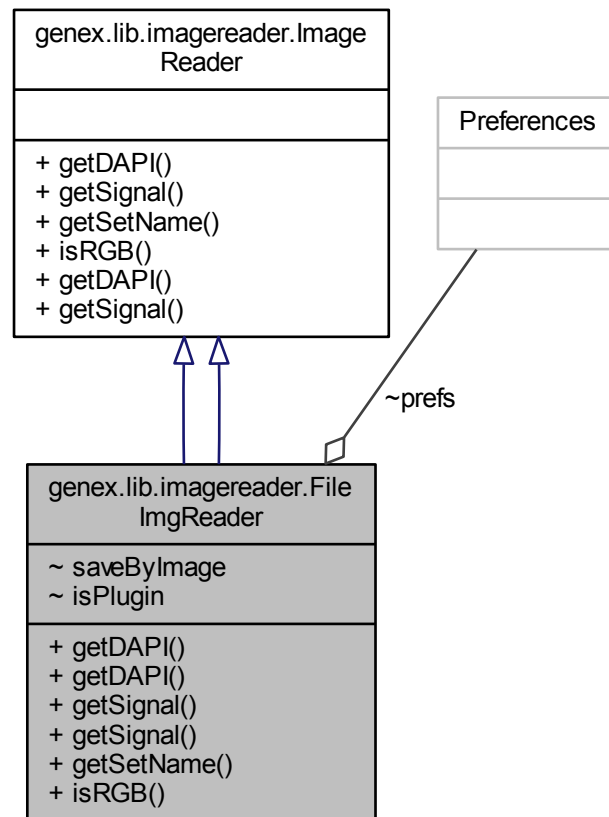 genex.lib.imagereader.Image
Reader
+ getDAPI()
+ getSignal()
+ getSetName()
+ isRGB()
+ getDAPI()
+ getSignal()
Preferences
~prefs
genex.lib.imagereader.File
ImgReader
~ saveByImage
~ isPlugin
+ getDAPI()
+ getDAPI()
+ getSignal()
+ getSignal()
+ getSetName()
+ isRGB()